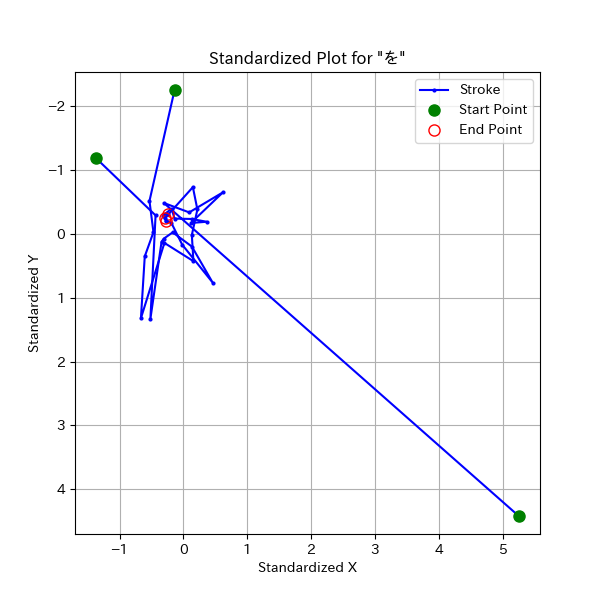 Standardized Plot for "を"
Stroke
Start Point
End Point
−2
−1
0
1
2
3
4
Standardized Y
−1
0
1
2
3
4
5
Standardized X